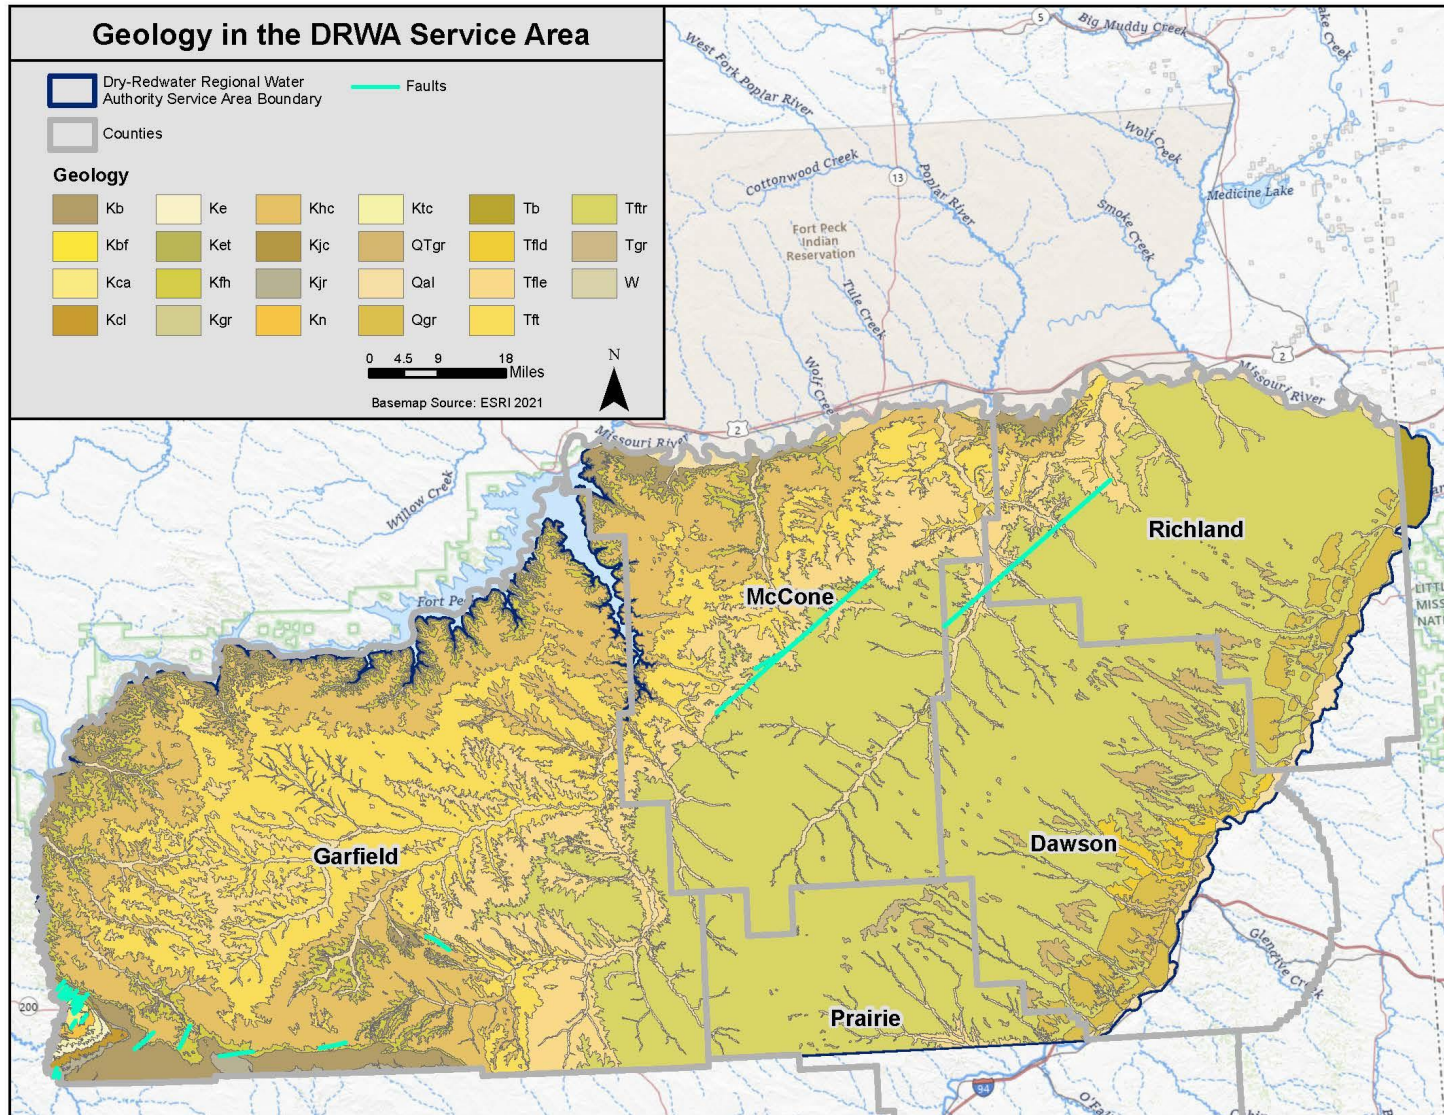 Geology in the DRWA Service Area
Dry-Redwater Regional Water
Authority Service Area Boundary
Faults
Counties
Geology
Kb Ke Khc Ktc Tb Tftr
Kbf Ket Kjc QTgr Tfld Tgr
Kca Kfh Kjr Qal Tfle W
Kcl Kgr Kn Qgr Tft
0 4.5 9 18
Miles
N
Basemap Source: ESRI 2021
5
Big Muddy Creek
West Fork Poplar River
Wolf Creek
Cottonwood Creek
13
Poplar River
Medicine Lake
Smoke Creek
Fort Peck
Indian
Reservation
Tule Creek
2
Missouri River
Missouri River
2
Willow Creek
Richland
McCone
Garfield
Dawson
200
Prairie
Glendive Creek
94